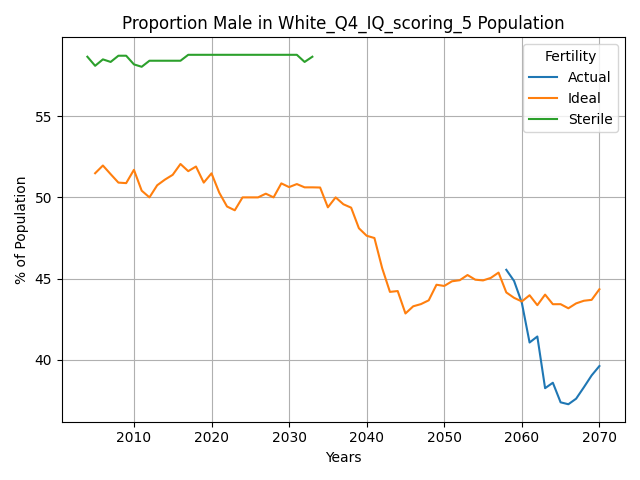 Proportion Male in White_Q4_IQ_scoring_5 Population
Fertility
Actual
Ideal
Sterile
% of Population
55
50
45
40
2010 2020 2030 2040 2050 2060 2070
Years